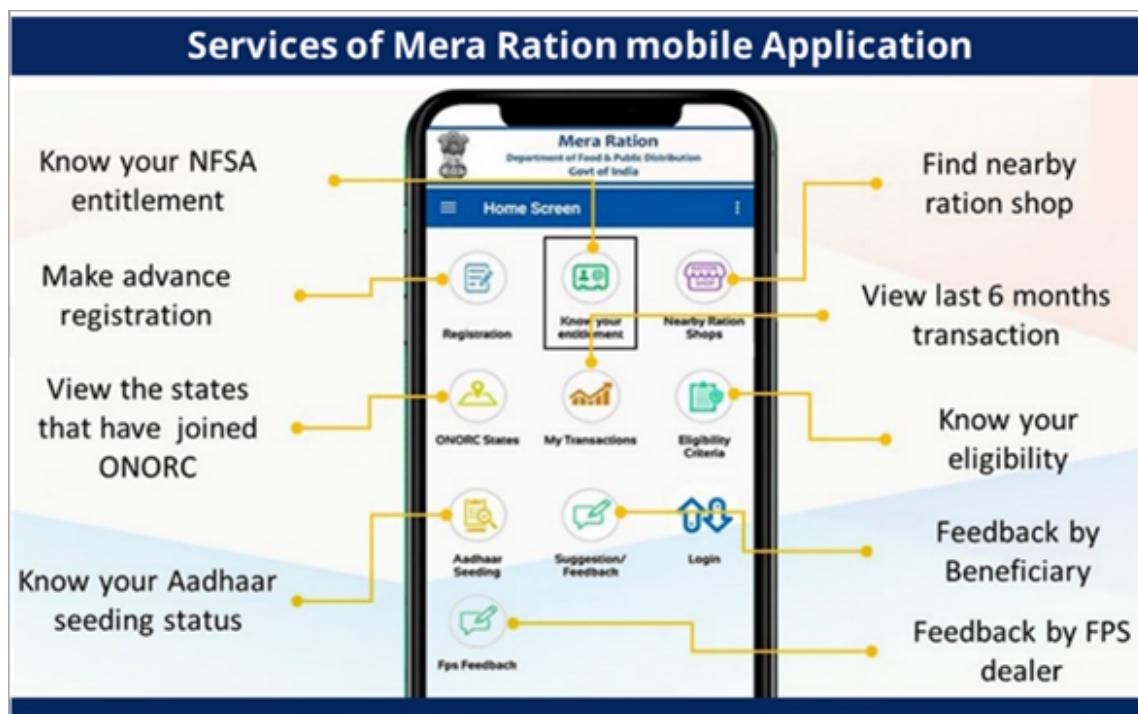 Services of Mera Ration mobile Application
Know your NFSA
entitlement
Make advance
registration
View the states
that have joined
ONORC
Know your Aadhaar
seeding status
Mera Ration
Department of Food & Public Distribution
Govt of India
Home Screen
SHOP
Registration
Know your
entitlement
Nearby Ration
Shops
ONORC States
My Transactions
Eligibility
Criteria
Aadhaar
Seeding
Suggestion/
Feedback
Login
Fps Feedback
Find nearby
ration shop
View last 6 months
transaction
Know your
eligibility
Feedback by
Beneficiary
Feedback by FPS
dealer